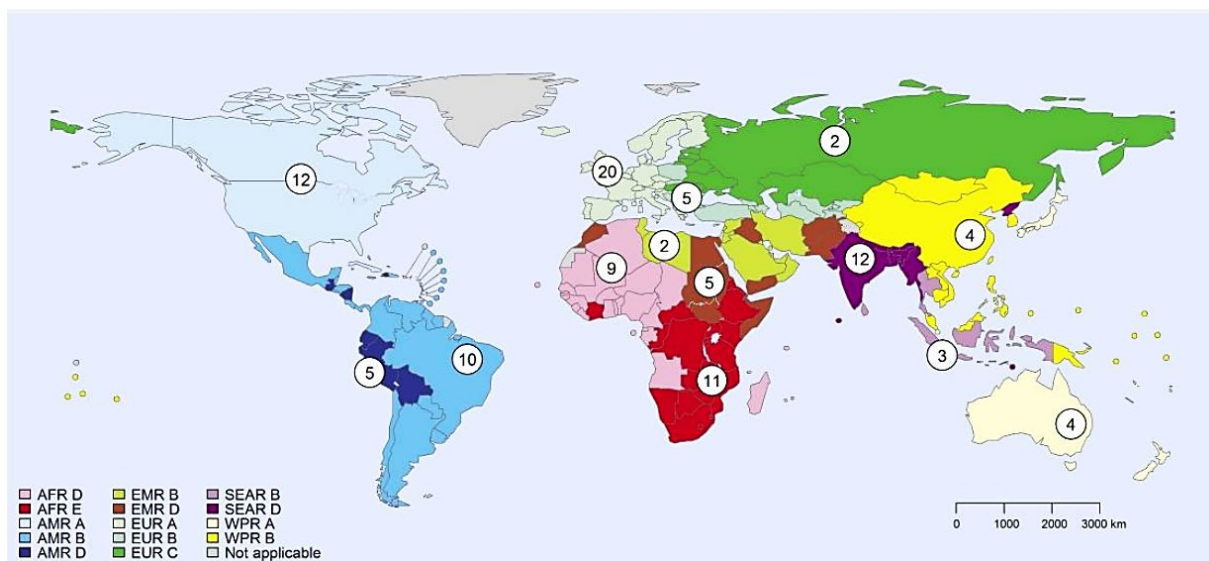 2
12
20
5
2
4
12
9
5
3
10
5
11
4
AFR D
AFR E
AMR A
AMR B
AMR D
EMR B
EMR D
EUR A
EUR B
EUR C
SEAR B
SEAR D
WPR A
WPR B
Not applicable
0 1000 2000 3000 km